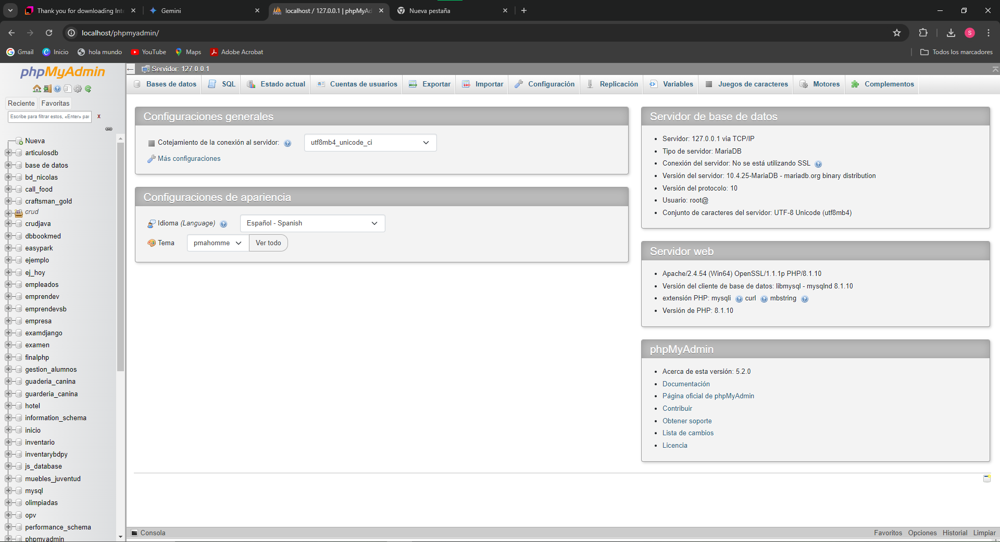 Thank you for downloading Inte
Gemini
localhost / 127.0.0.1 | phpMyAd
Nueva pestaña
localhost/phpmyadmin/
S
Gmail
Inicio
hola mundo
YouTube
Maps
Adobe Acrobat
Todos los marcadores
phpMyAdmin
Reciente
Favoritas
Escribe para filtrar estos, «Enter» par
X
Nueva
articulosdb
base de datos
bd_nicolas
call_food
craftsman_gold
crud
crudjava
dbbookmed
easypark
ejemplo
ej_hoy
empleados
emprendev
emprendevsb
empresa
examdjango
examen
finalphp
gestion_alumnos
guaderia_canina
guarderia_canina
hotel
information_schema
inicio
inventario
inventarybdpy
js_database
muebles_juventud
mysql
olimpiadas
opv
performance_schema
phpmyadmin
Servidor: 127.0.0.1
Bases de datos
SQL
Estado actual
Cuentas de usuarios
Exportar
Importar
Configuración
Replicación
Variables
Juegos de caracteres
Motores
Complementos
Configuraciones generales
Cotejamiento de la conexión al servidor:
utf8mb4_unicode_ci
Más configuraciones
Configuraciones de apariencia
Idioma (Language)
Español - Spanish
Tema
pmahomme
Ver todo
Servidor de base de datos
Servidor: 127.0.0.1 via TCP/IP
Tipo de servidor: MariaDB
Conexión del servidor: No se está utilizando SSL
Versión del servidor: 10.4.25-MariaDB - mariadb.org binary distribution
Versión del protocolo: 10
Usuario: root@
Conjunto de caracteres del servidor: UTF-8 Unicode (utf8mb4)
Servidor web
Apache/2.4.54 (Win64) OpenSSL/1.1.1p PHP/8.1.10
Versión del cliente de base de datos: libmysql - mysqlnd 8.1.10
extensión PHP: mysqli curl mbstring
Versión de PHP: 8.1.10
phpMyAdmin
Acerca de esta versión: 5.2.0
Documentación
Página oficial de phpMyAdmin
Contribuir
Obtener soporte
Lista de cambios
Licencia
Consola
Favoritos
Opciones
Historial
Limpiar